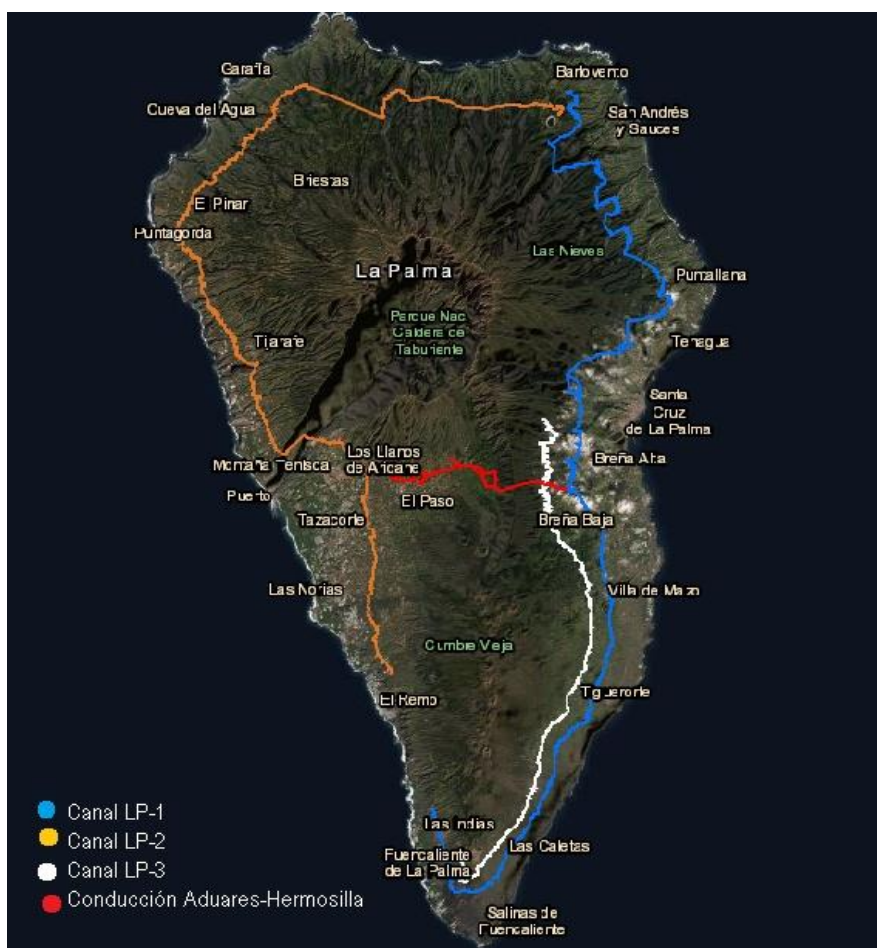 Garafía
Barlovento
Cueva del Agua
San Andrés
y Sauces
Briestas
El Pinar
Puntagorda
Las Nieves
La Palma
Puntallana
Parque Nac
Caldera de
Taburiente
Tijarafe
Tenagua
Santa
Cruz
de La Palma
Los Llanos
de Aridane
Breña Alta
Montaña Tenisca
Puerto
El Paso
Tazacorte
Breña Baja
Las Norias
Villa de Mazo
Cumbre Vieja
El Remo
Tiguerorte
Las Indias
Las Caletas
Fuencaliente
de La Palma
Salinas de
Fuencaliente
Canal LP-1
Canal LP-2
Canal LP-3
Conducción Aduares-Hermosilla